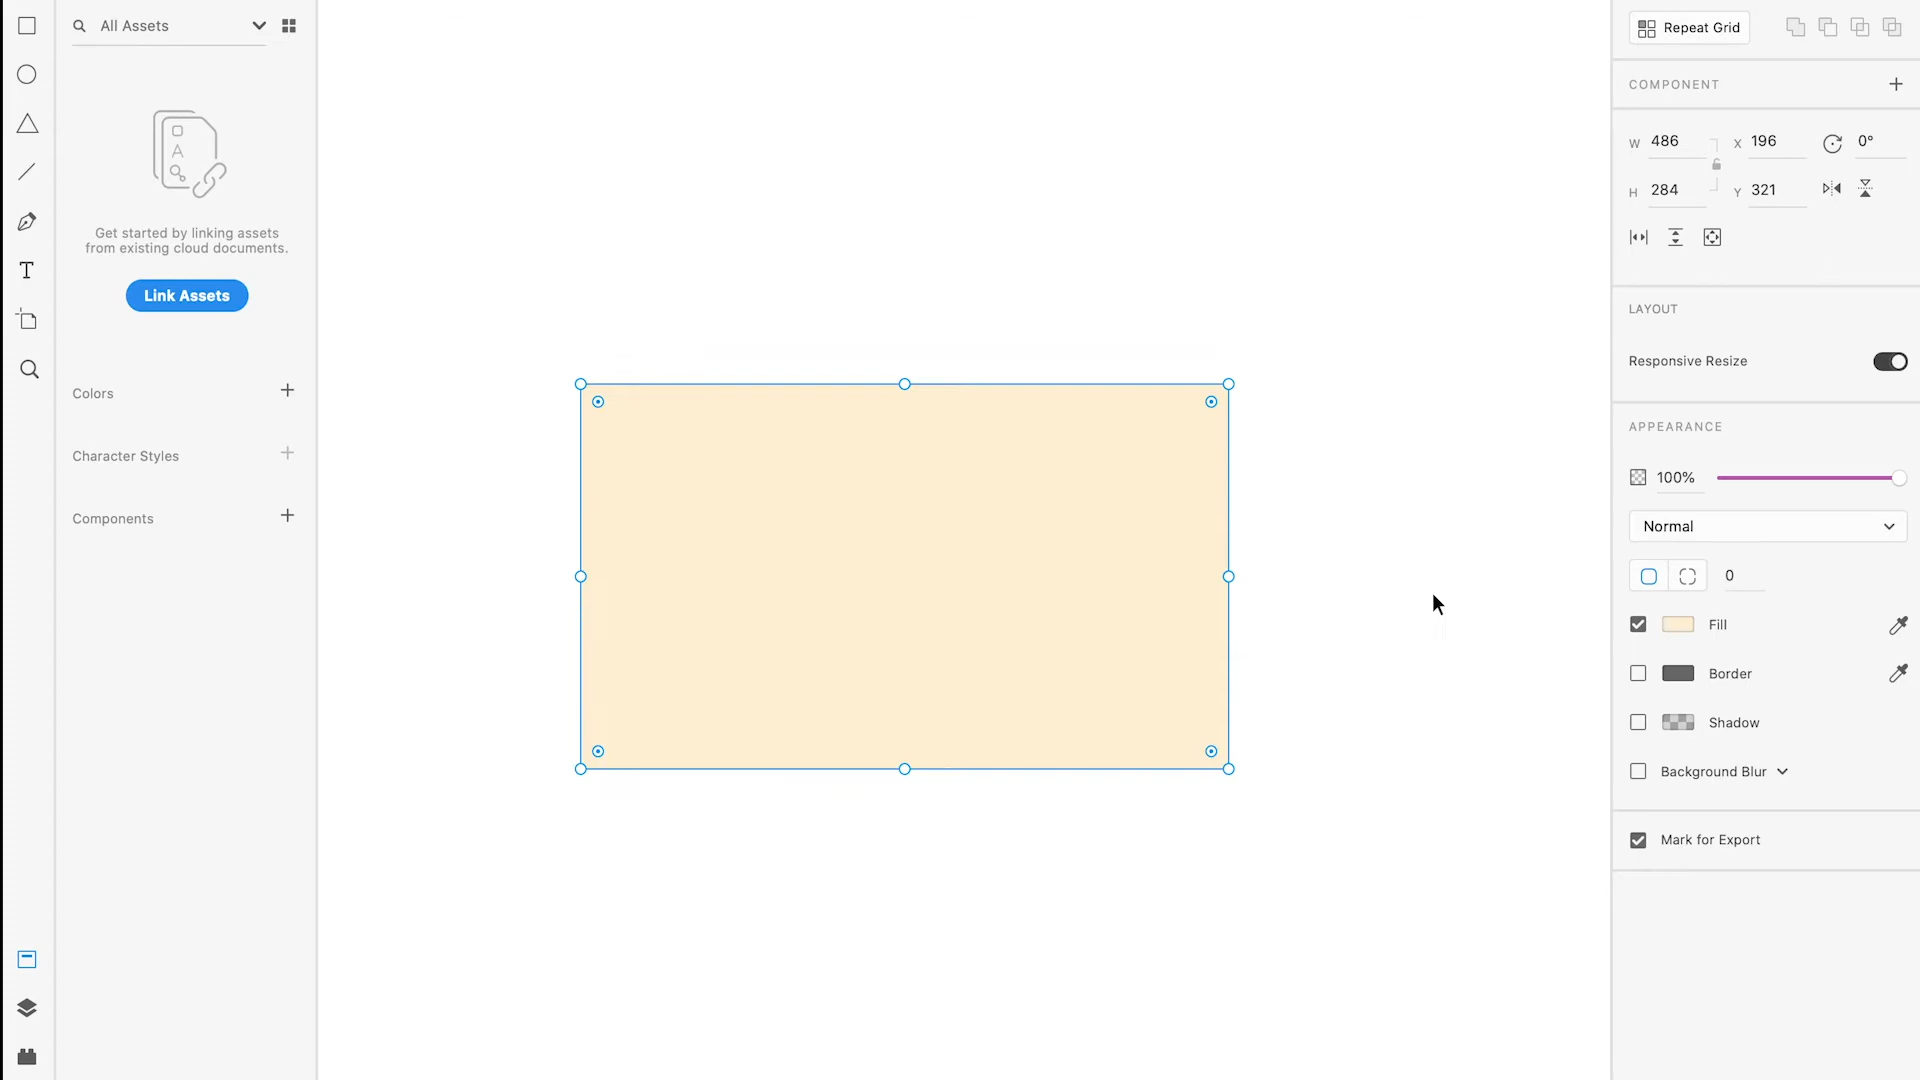 All Assets
Get started by linking assets
from existing cloud documents.
Link Assets
Colors
Character Styles
Components
T
Repeat Grid
COMPONENT
W 486 X 196 0°
H 284 Y 321
LAYOUT
Responsive Resize
APPEARANCE
100%
Normal
0
Fill
Border
Shadow
Background Blur
Mark for Export